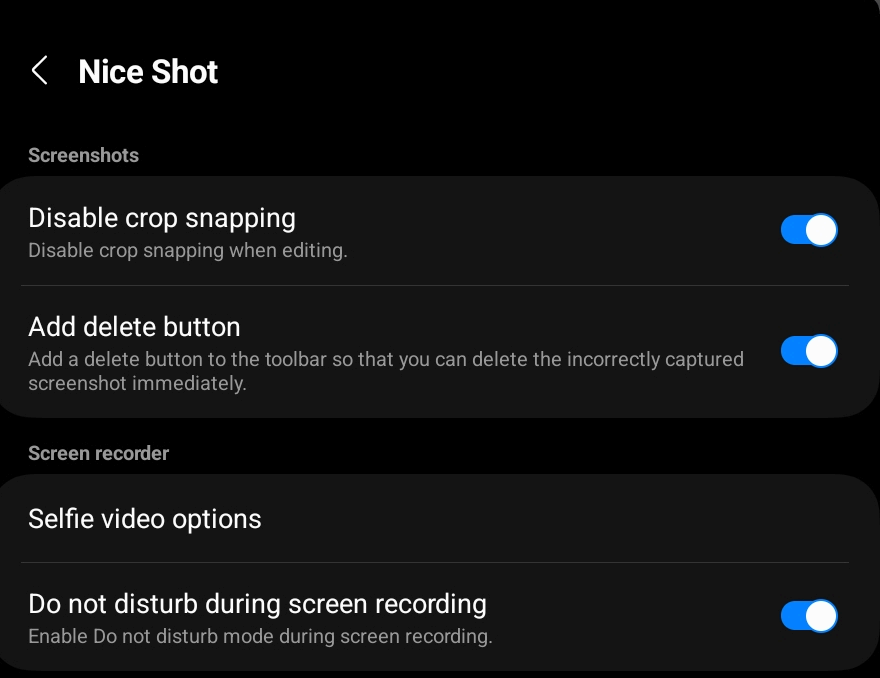 Nice Shot
Screenshots
Disable crop snapping
Disable crop snapping when editing.
Add delete button
Add a delete button to the toolbar so that you can delete the incorrectly captured
screenshot immediately.
Screen recorder
Selfie video options
Do not disturb during screen recording
Enable Do not disturb mode during screen recording.